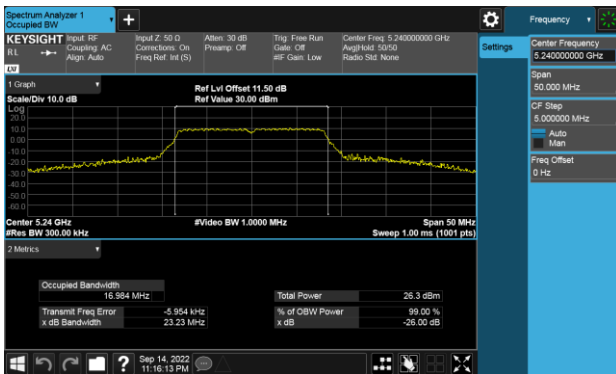 Spectrum Analyzer 1
Occupied BW
Frequency
KEYSIGHT
RL
Input: RF
Coupling: AC
Align: Auto
Input Z: 50 Ω
Corrections: On
Freq Ref: Int (S)
Atten: 30 dB
Preamp: Off
Trig: Free Run
Gate: Off
#IF Gain: Low
Center Freq: 5.240000000 GHz
Avg|Hold: 50/50
Radio Std: None
LXI
Settings
Center Frequency
5.240000000 GHz
Span
50.000 MHz
CF Step
5.000000 MHz
Auto
Man
Freq Offset
0 Hz
1 Graph
Scale/Div 10.0 dB
Ref Lvl Offset 11.50 dB
Ref Value 30.00 dBm
Log
20.0
10.0
0.00
-10.0
-20.0
-30.0
-40.0
-50.0
-60.0
Center 5.24 GHz
#Res BW 300.00 kHz
#Video BW 1.0000 MHz
Span 50 MHz
Sweep 1.00 ms (1001 pts)
2 Metrics
Occupied Bandwidth
16.984 MHz
Total Power 26.3 dBm
Transmit Freq Error -5.954 kHz
% of OBW Power 99.00 %
x dB Bandwidth 23.23 MHz
x dB -26.00 dB
Sep 14, 2022
11:16:13 PM